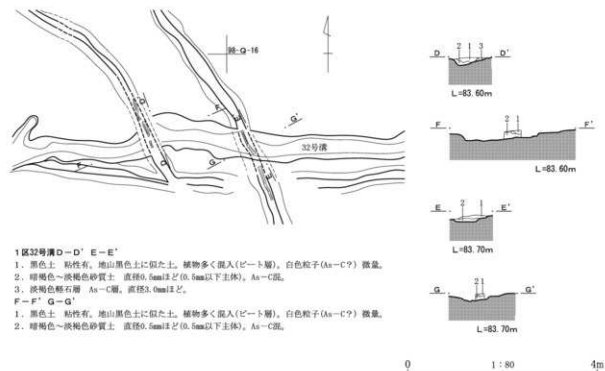 98-Q-16
F
G'
D
E
32号溝
F'
G
D'
E'
D 2 1 3 D'
L=83.60m
F 2 1 F'
L=83.60m
E 2 1 E'
L=83.70m
G 2 1 G'
L=83.70m
1区32号溝D-D' E-E'
1. 黒色土 粘性有。地山黒色土に似た土。植物多く混入(ピート層)。白色粒子(As-C?)微量。
2. 暗褐色～淡褐色砂質土 直径0.5mmほど(0.5mm以下主体)。As-C混。
3. 淡褐色軽石層 As-C層。直径3.0mmほど。
F-F' G-G'
1. 黒色土 粘性有。地山黒色土に似た土。植物多く混入(ピート層)。白色粒子(As-C?)微量。
2. 暗褐色～淡褐色砂質土 直径0.5mmほど(0.5mm以下主体)。As-C混。
0 1:80 4m